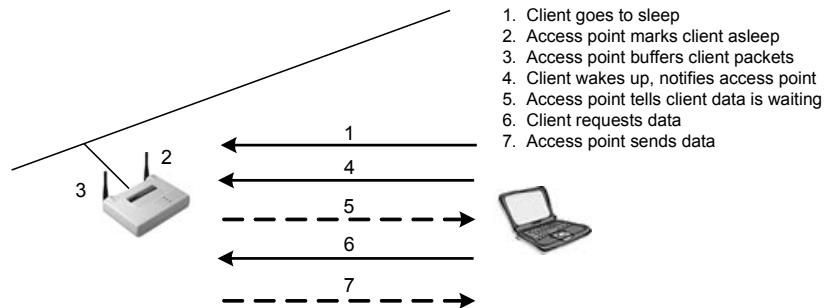 1. Client goes to sleep
2. Access point marks client asleep
3. Access point buffers client packets
4. Client wakes up, notifies access point
5. Access point tells client data is waiting
6. Client requests data
7. Access point sends data
1
2
4
3
5
6
7